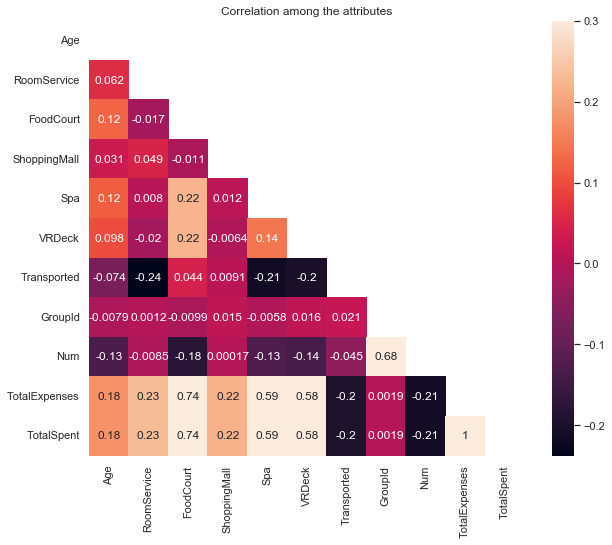 Correlation among the attributes
Age
RoomService 0.062
FoodCourt 0.12 -0.017
ShoppingMall 0.031 0.049 -0.011
Spa 0.12 0.008 0.22 0.012
VRDeck 0.098 -0.02 0.22 -0.0064 0.14
Transported -0.074 -0.24 0.044 0.0091 -0.21 -0.2
GroupId -0.0079 0.0012 -0.0099 0.015 -0.0058 0.016 0.021
Num -0.13 -0.0085 -0.18 0.00017 -0.13 -0.14 -0.045 0.68
TotalExpenses 0.18 0.23 0.74 0.22 0.59 0.58 -0.2 0.0019 -0.21
TotalSpent 0.18 0.23 0.74 0.22 0.59 0.58 -0.2 0.0019 -0.21 1
Age RoomService FoodCourt ShoppingMall Spa VRDeck Transported GroupId Num TotalExpenses TotalSpent
0.3
0.2
0.1
0.0
−0.1
−0.2